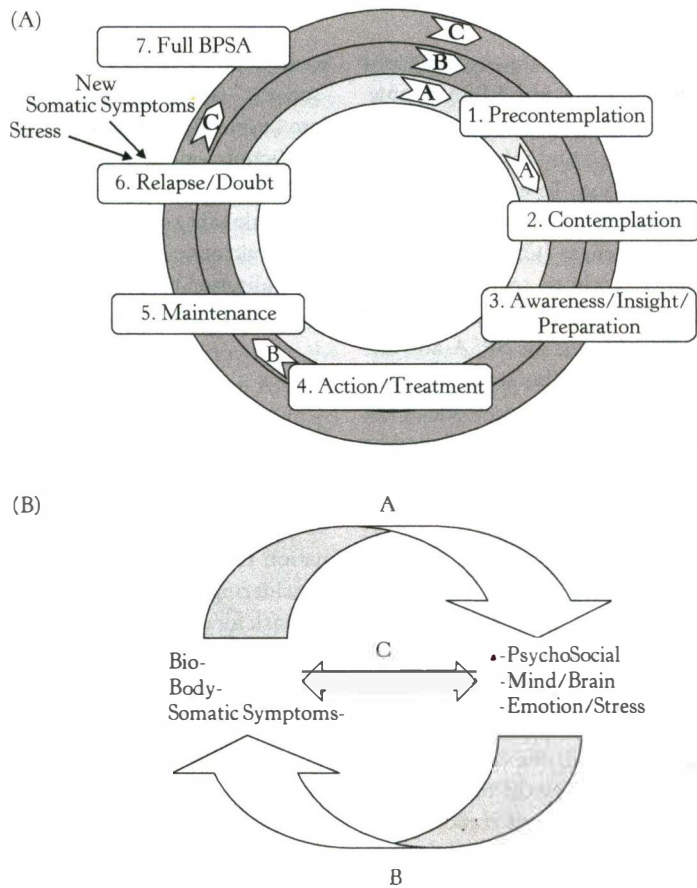 (A)
7. Full BPSA
C
B
A
New
Somatic Symptoms
Stress
C
1. Precontemplation
A
6. Relapse/Doubt
2. Contemplation
5. Maintenance
3. Awareness/Insight/
Preparation
B
4. Action/Treatment
(B)
A
C
Bio-
Body-
Somatic Symptoms-
-PsychoSocial
-Mind/Brain
-Emotion/Stress
B